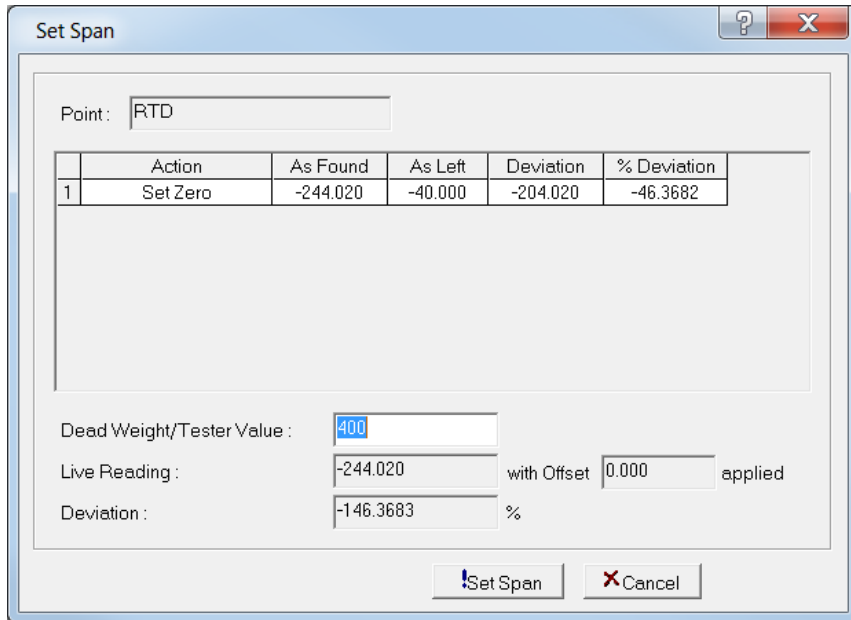 Set Span
Point : RTD
Action As Found As Left Deviation % Deviation
1 Set Zero -244.020 -40.000 -204.020 -46.3682
Dead Weight/Tester Value : 400
Live Reading : -244.020 with Offset 0.000 applied
Deviation : -146.3683 %
!Set Span XCancel